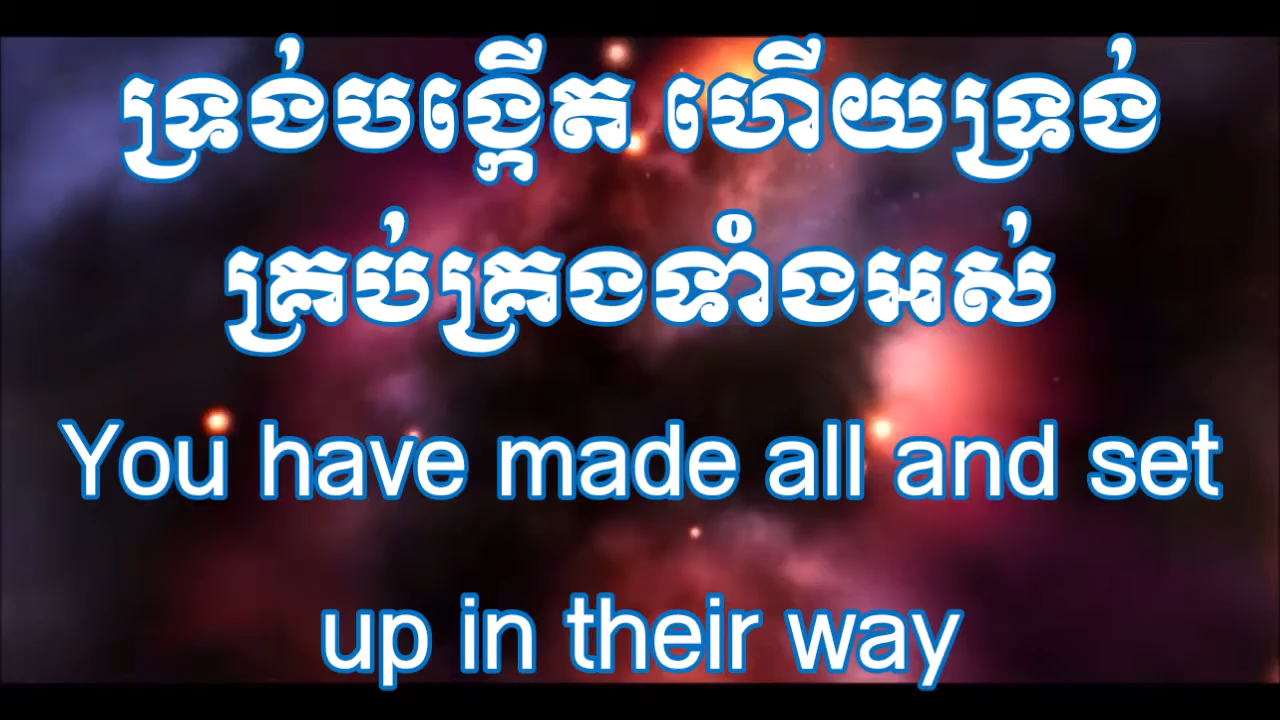 ទ្រង់បង្កើត ហើយទ្រង់
គ្រប់គ្រងទាំងអស់
You have made all and set
up in their way